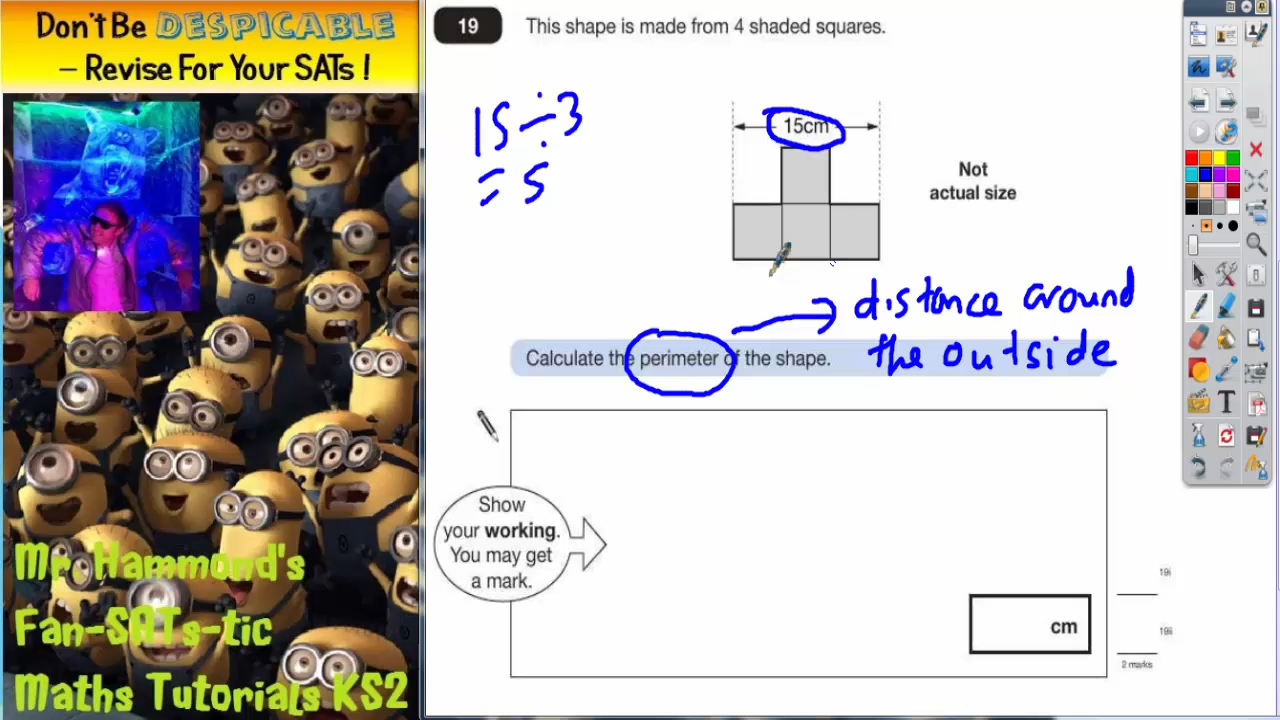 Don't Be DESPICABLE
– Revise For Your SATs !
Mr. Hammond's
Fan-SATs-tic
Maths Tutorials KS2
19
This shape is made from 4 shaded squares.
15 ÷ 3
= 5
15cm
Not
actual size
distance around
the outside
Calculate the perimeter of the shape.
Show
your working.
You may get
a mark.
cm
19i
19ii
2 marks